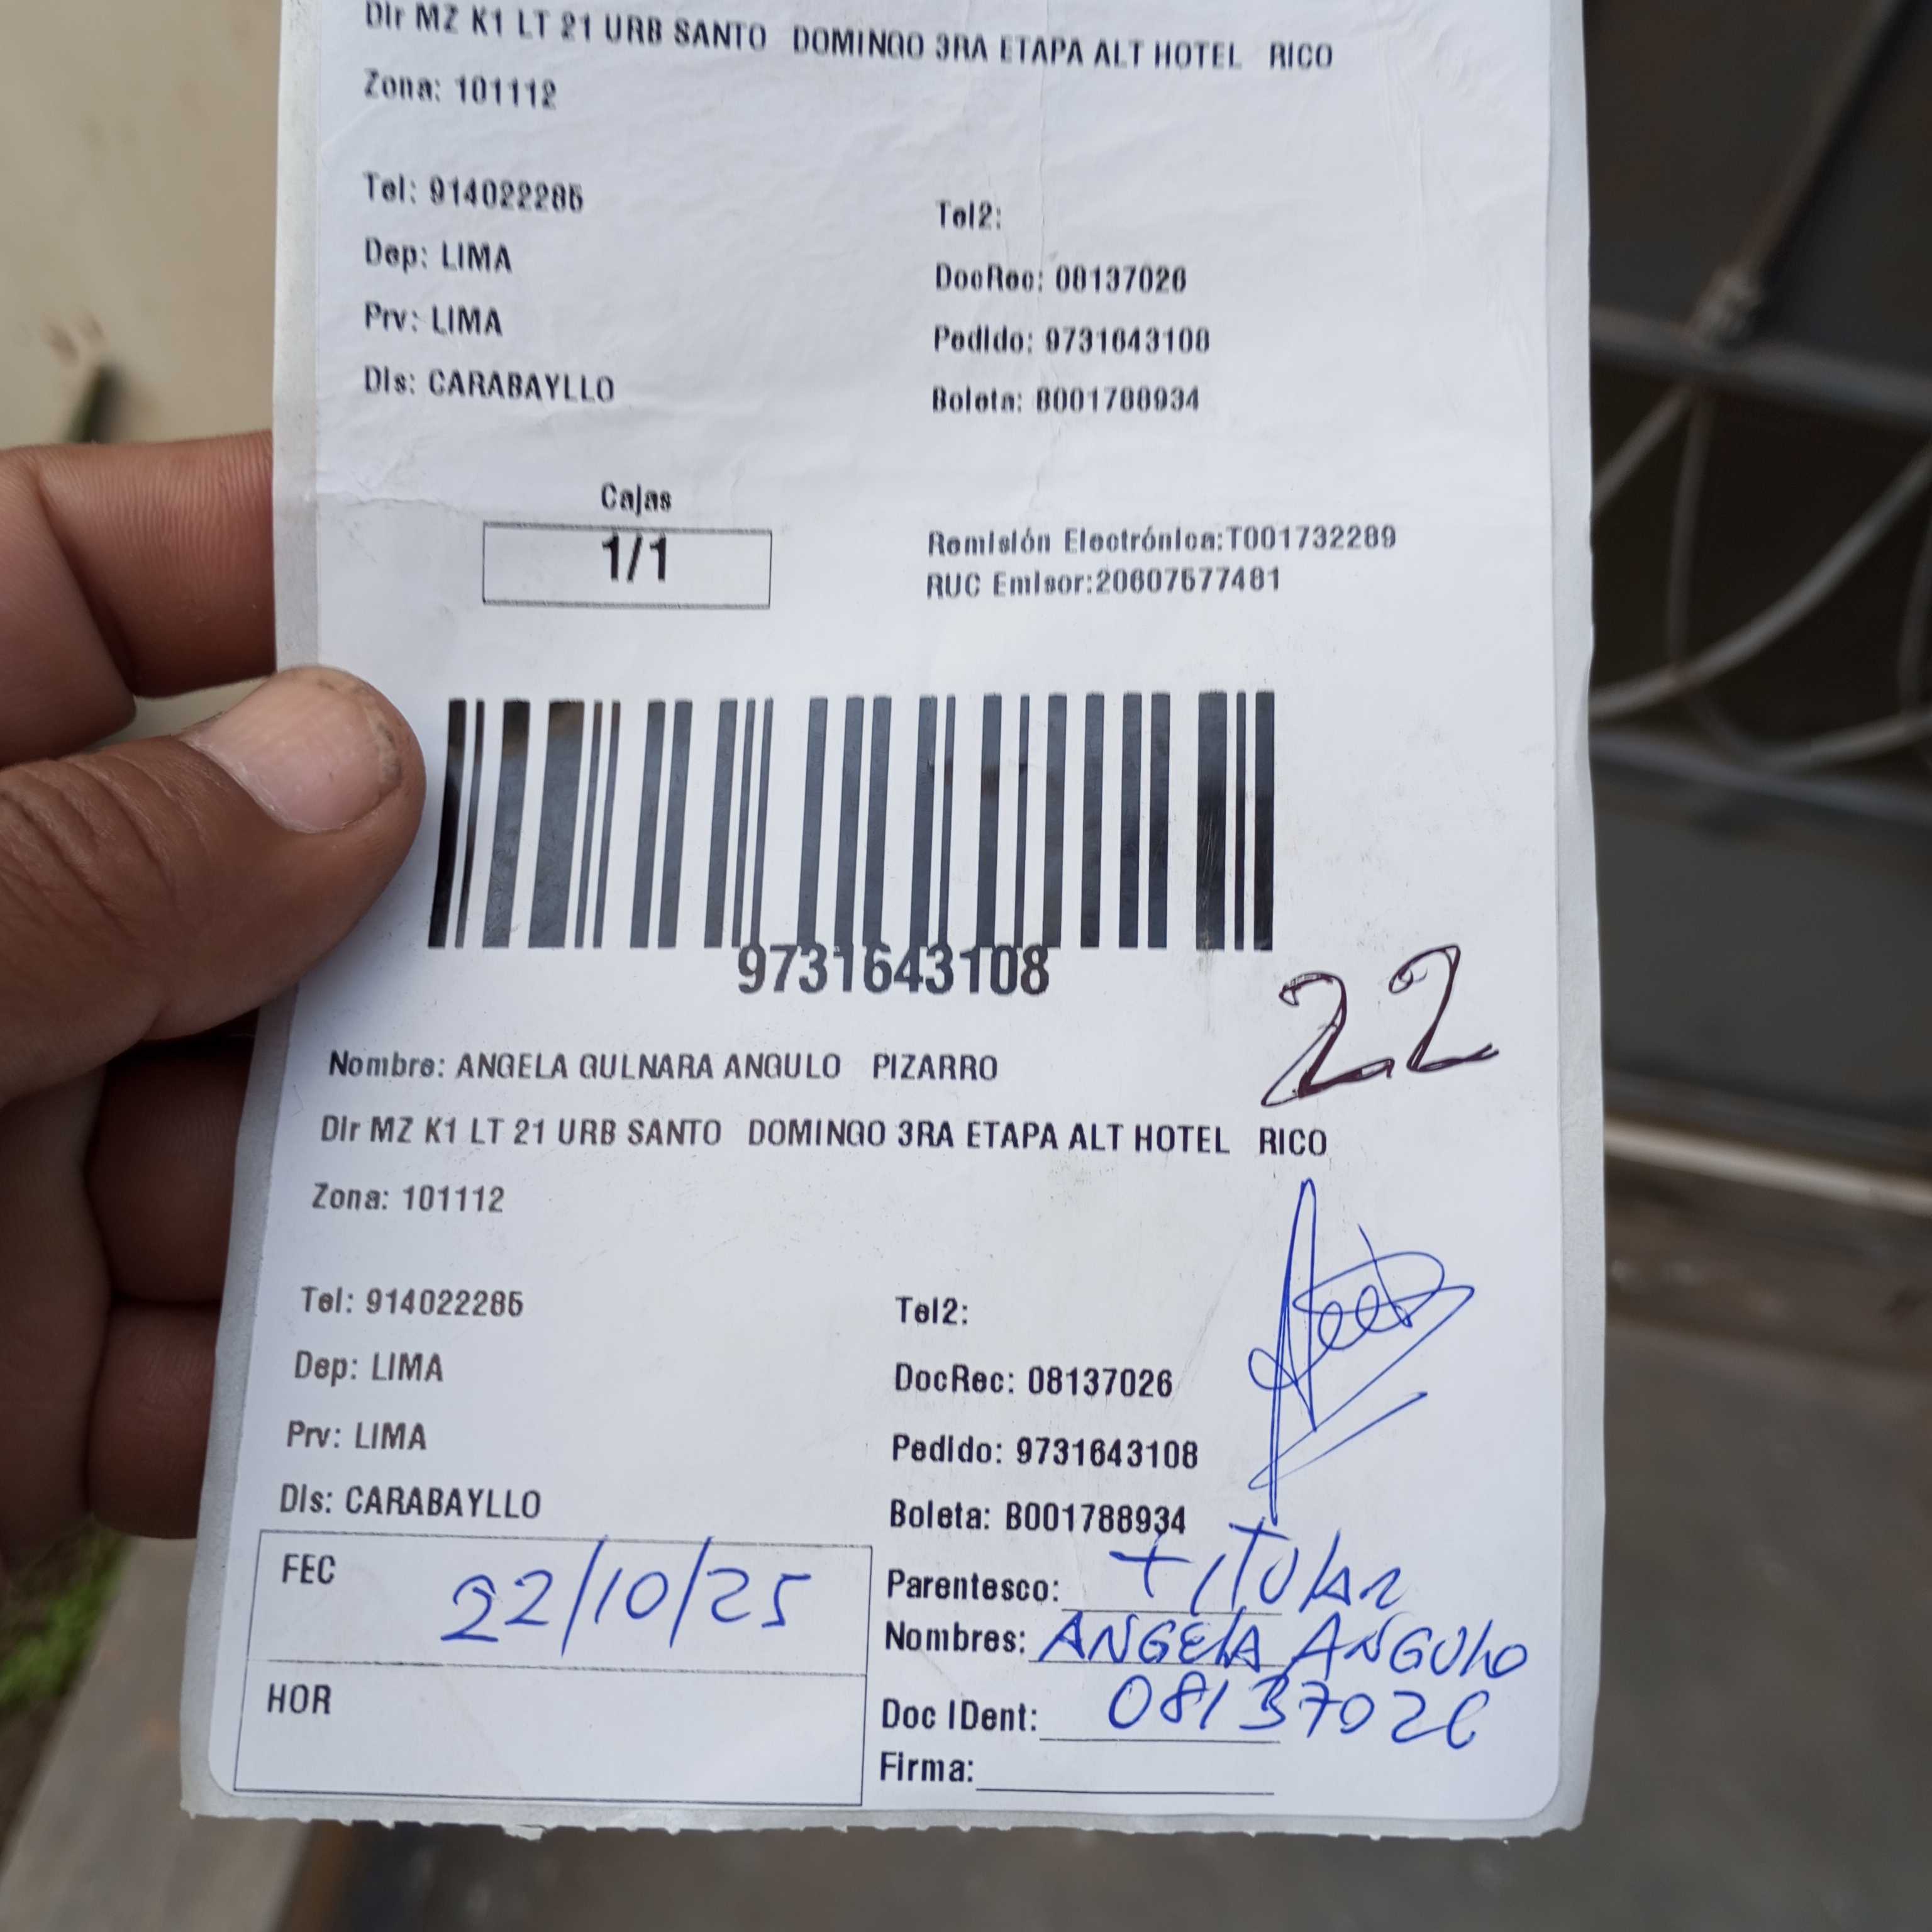 Dir MZ K1 LT 21 URB SANTO DOMINGO 3RA ETAPA ALT HOTEL RICO
Zona: 101112
Tel: 914022285
Tel2:
Dep: LIMA
DocRec: 08137026
Prv: LIMA
Pedido: 9731643108
Dis: CARABAYLLO
Boleta: B001788934
Cajas
1/1
Remisión Electrónica:T001732289
RUC Emisor:20607577481
9731643108
22
Nombre: ANGELA GULNARA ANGULO PIZARRO
Dir MZ K1 LT 21 URB SANTO DOMINGO 3RA ETAPA ALT HOTEL RICO
Zona: 101112
Tel: 914022285
Tel2:
Dep: LIMA
DocRec: 08137026
Prv: LIMA
Pedido: 9731643108
Dis: CARABAYLLO
Boleta: B001788934
FEC 22/10/25
Parentesco: TITULAR
Nombres: ANGELA ANGULO
HOR
Doc IDent: 08137026
Firma: